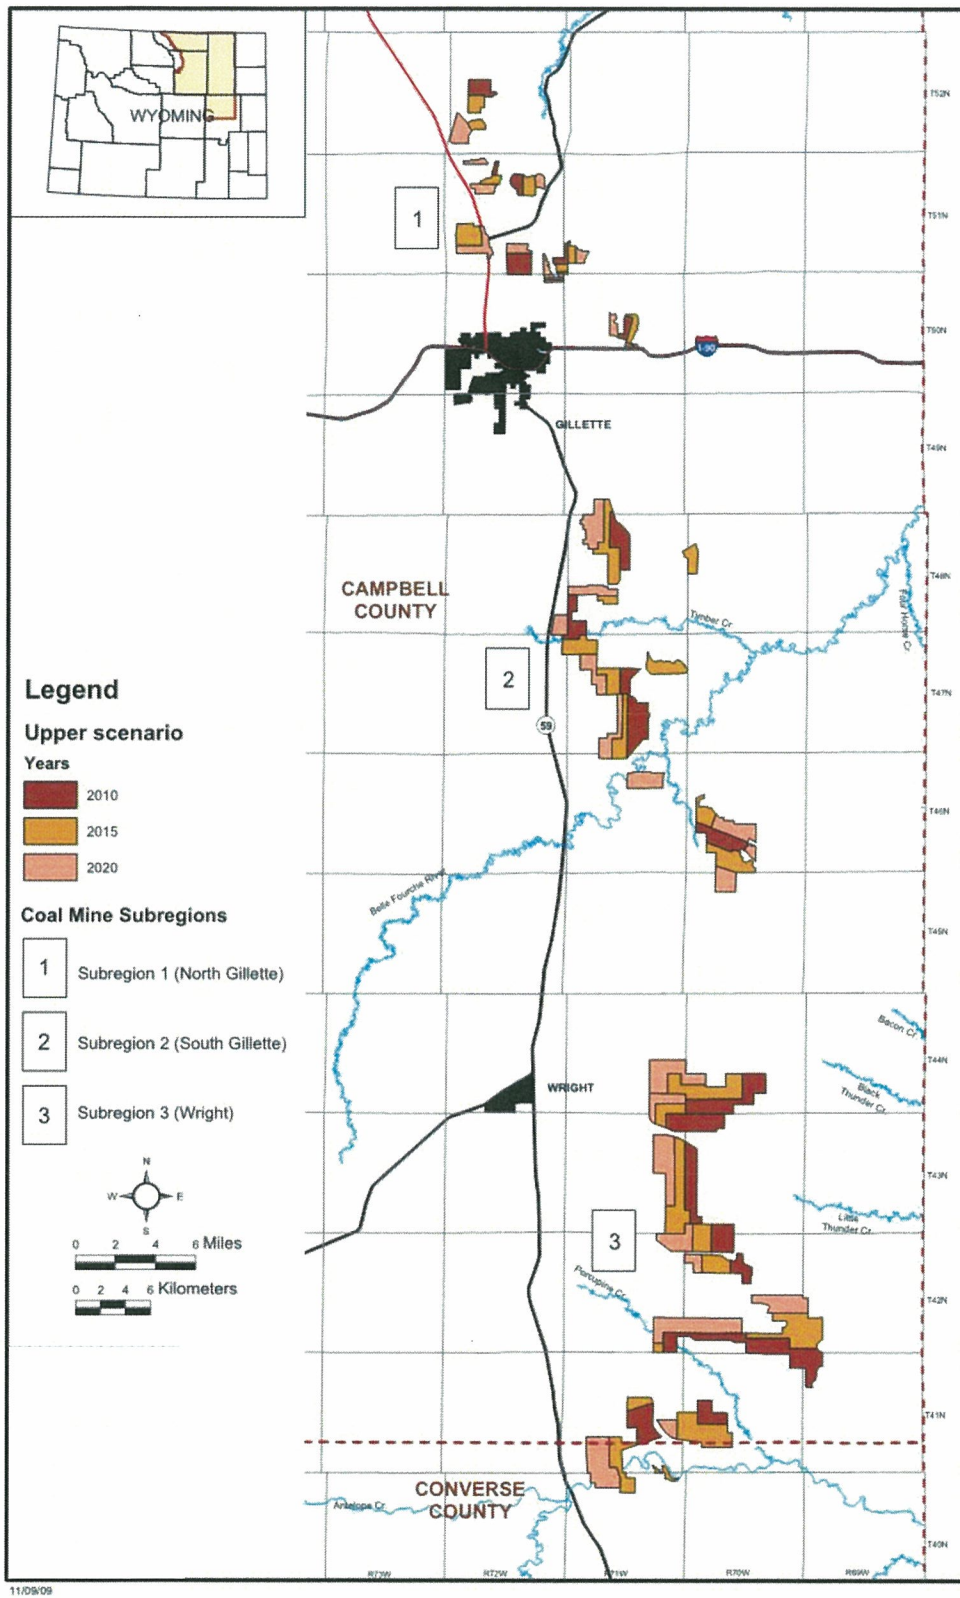 WYOMING
T52N
1
T51N
T50N
I-90
GILLETTE
T49N
CAMPBELL
COUNTY
T48N
Four Horse Cr.
Timber Cr
2
T47N
59
Legend
Upper scenario
Years
2010
2015
2020
T46N
Belle Fourche River
Coal Mine Subregions
1 Subregion 1 (North Gillette)
T45N
2 Subregion 2 (South Gillette)
Bacon Cr.
T44N
WRIGHT
Black
Thunder Cr.
3 Subregion 3 (Wright)
N
W E
S
T43N
Little
Thunder Cr.
3
0 2 4 6 Miles
0 2 4 6 Kilometers
Porcupine Cr.
T42N
T41N
CONVERSE
COUNTY
Antelope Cr
T40N
R73W R72W R71W R70W R69W
11/09/09